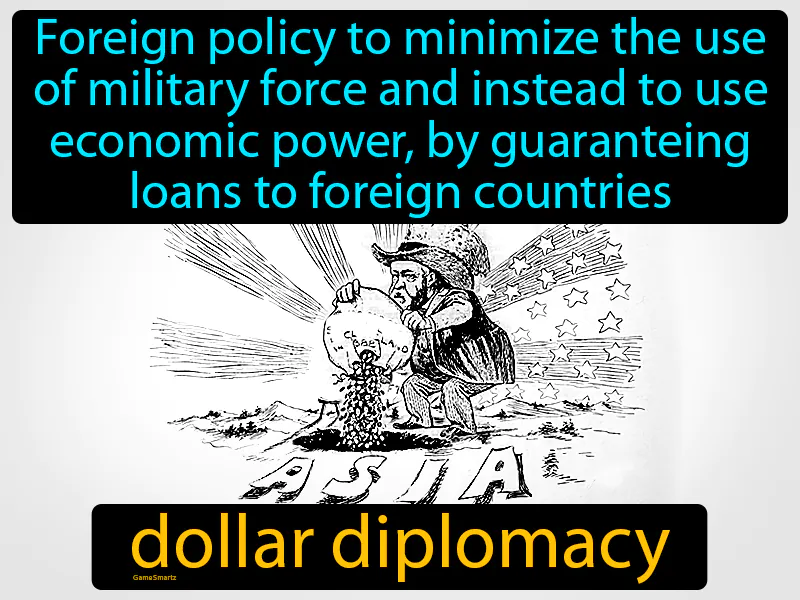 Foreign policy to minimize the use
of military force and instead to use
economic power, by guaranteeing
loans to foreign countries
ASIA
dollar diplomacy
GameSmartz